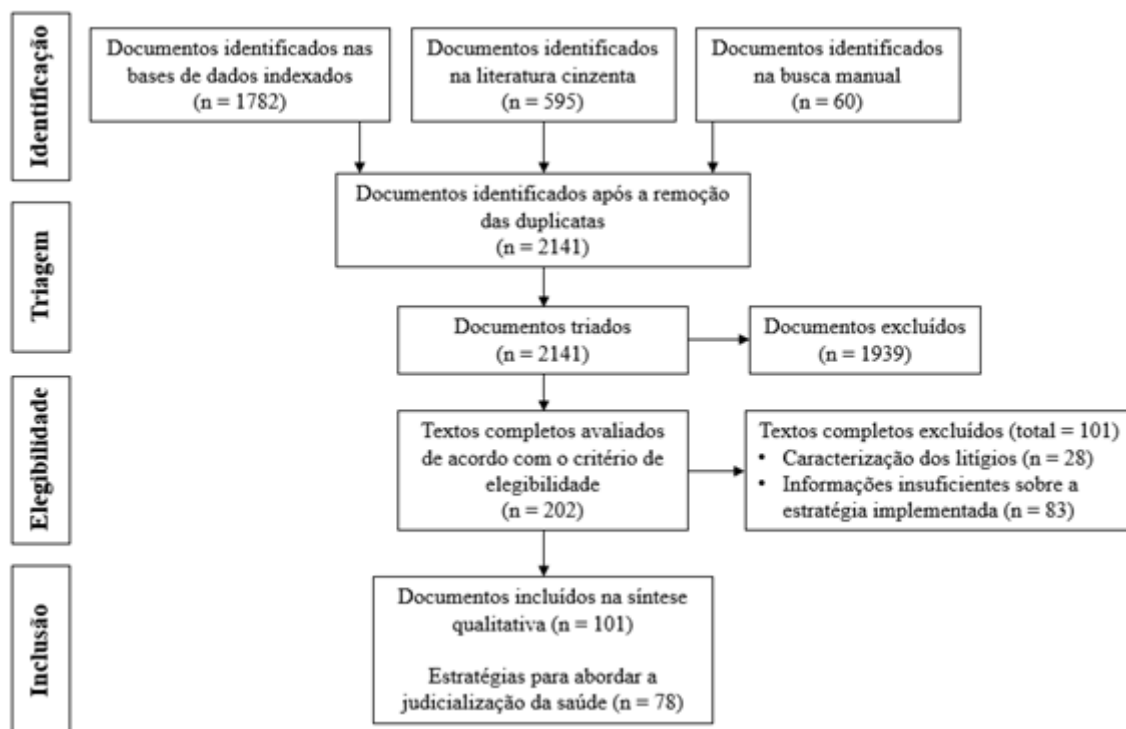 Identificação
Documentos identificados nas
bases de dados indexados
(n = 1782)
Documentos identificados
na literatura cinzenta
(n = 595)
Documentos identificados
na busca manual
(n = 60)
Triagem
Documentos identificados após a remoção
das duplicatas
(n = 2141)
Documentos triados
(n = 2141)
Documentos excluídos
(n = 1939)
Elegibilidade
Textos completos avaliados
de acordo com o critério de
elegibilidade
(n = 202)
Textos completos excluídos (total = 101)
• Caracterização dos litígios (n = 28)
• Informações insuficientes sobre a
estratégia implementada (n = 83)
Inclusão
Documentos incluídos na síntese
qualitativa (n = 101)
Estratégias para abordar a
judicialização da saúde (n = 78)